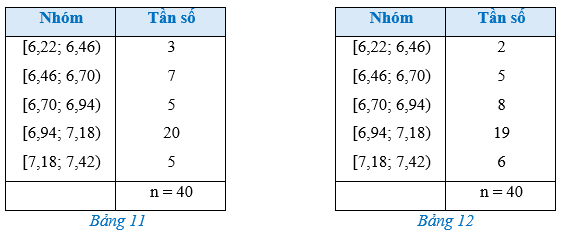 Nhóm Tần số
[6,22; 6,46) 3
[6,46; 6,70) 7
[6,70; 6,94) 5
[6,94; 7,18) 20
[7,18; 7,42) 5
n = 40
Bảng 11
Nhóm Tần số
[6,22; 6,46) 2
[6,46; 6,70) 5
[6,70; 6,94) 8
[6,94; 7,18) 19
[7,18; 7,42) 6
n = 40
Bảng 12